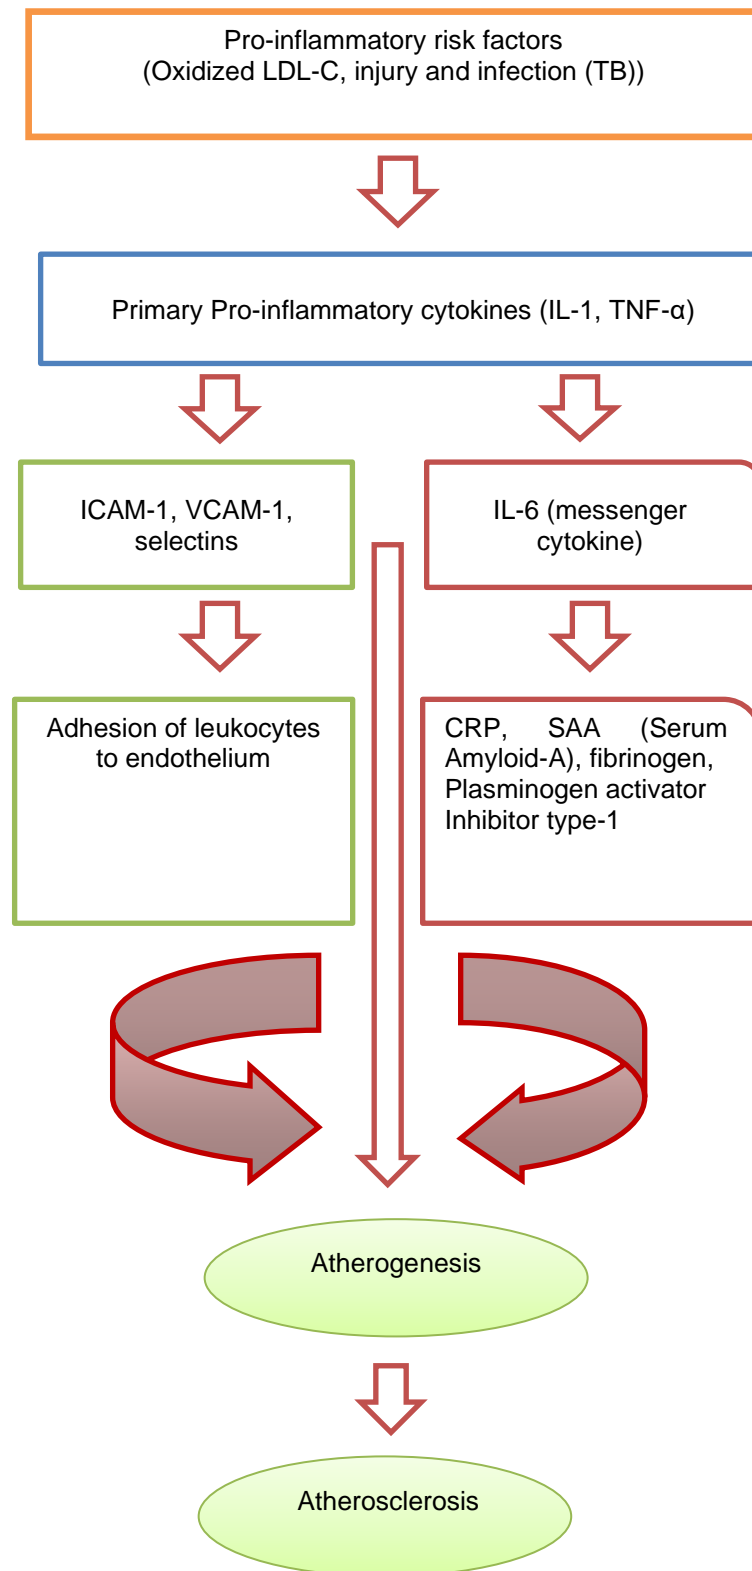 Pro-inflammatory risk factors
(Oxidized LDL-C, injury and infection (TB))
Primary Pro-inflammatory cytokines (IL-1, TNF-α)
ICAM-1, VCAM-1,
selectins
IL-6 (messenger
cytokine)
Adhesion of leukocytes
to endothelium
CRP, SAA (Serum
Amyloid-A), fibrinogen,
Plasminogen activator
Inhibitor type-1
Atherogenesis
Atherosclerosis